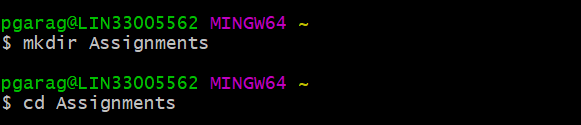 pgarag@LIN33005562 MINGW64 ~
$ mkdir Assignments
pgarag@LIN33005562 MINGW64 ~
$ cd Assignments